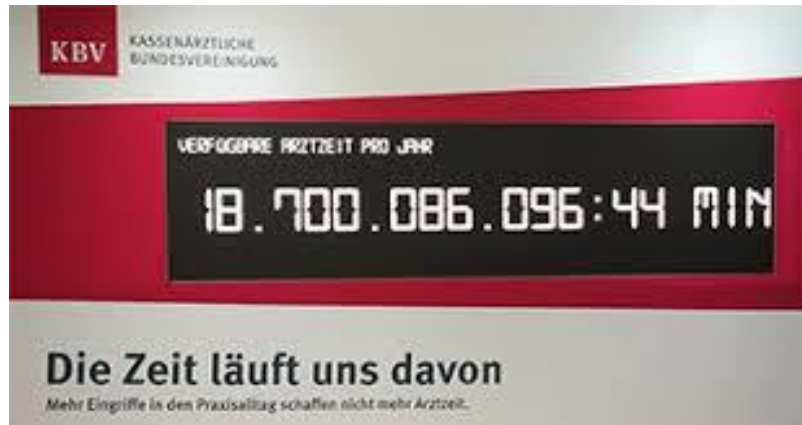 KBV
KASSENÄRZTLICHE
BUNDESVEREINIGUNG
VERFÜGBARE ARZTZEIT PRO JAHR
18.700.086.096:44 MIN
Die Zeit läuft uns davon
Mehr Eingriffe in den Praxisalltag schaffen nicht mehr Arztzeit.